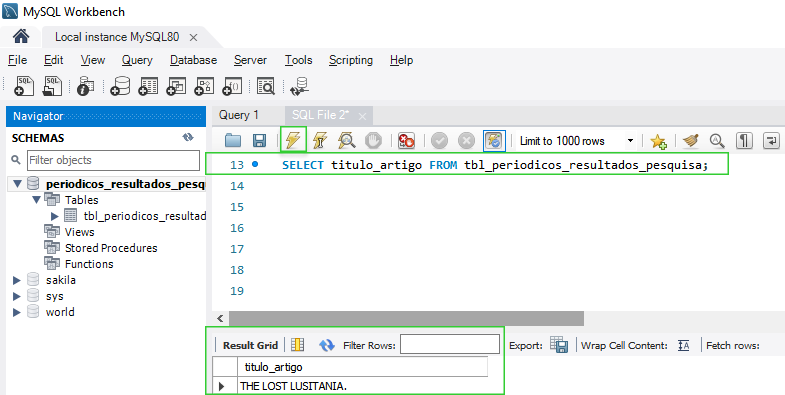 MySQL Workbench
Local instance MySQL80 ×
File Edit View Query Database Server Tools Scripting Help
Navigator
Query 1 SQL File 2* ×
SCHEMAS
Limit to 1000 rows
Filter objects
13 SELECT titulo_artigo FROM tbl_periodicos_resultados_pesquisa;
periodicos_resultados_pesq
14
Tables
15
tbl_periodicos_resultad
Views
16
Stored Procedures
17
Functions
sakila
18
sys
19
world
Result Grid Filter Rows: Export: Wrap Cell Content: Fetch rows:
titulo_artigo
THE LOST LUSITANIA.